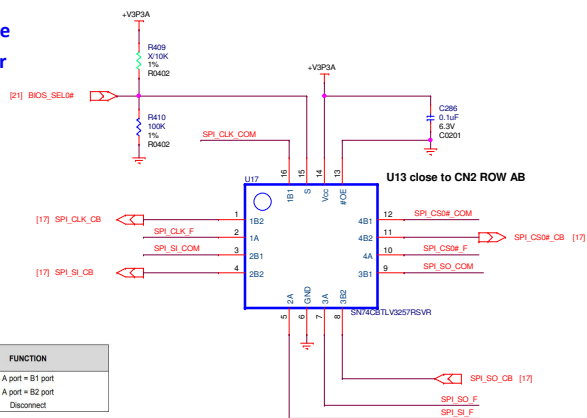 e
r
+V3P3A
R409
X/10K
1%
R0402
[21] BIOS_SEL0#
R410
100K
1%
R0402
+V3P3A
C286
0.1uF
6.3V
C0201
SPI_CLK_COM
16 15 14 13
1B1 S Vcc #OE
U17
U13 close to CN2 ROW AB
[17] SPI_CLK_CB 1 1B2
SPI_CLK_F 2 1A
SPI_SI_COM 3 2B1
[17] SPI_SI_CB 4 2B2
4B1 12 SPI_CS0#_COM
4B2 11 SPI_CS0#_CB [17]
4A 10 SPI_CS0#_F
3B1 9 SPI_SO_COM
2A GND 3A 3B2
SN74CBTLV3257RSVR
5 6 7 8
SPI_SO_CB [17]
SPI_SO_F
SPI_SI_F
FUNCTION
A port = B1 port
A port = B2 port
Disconnect